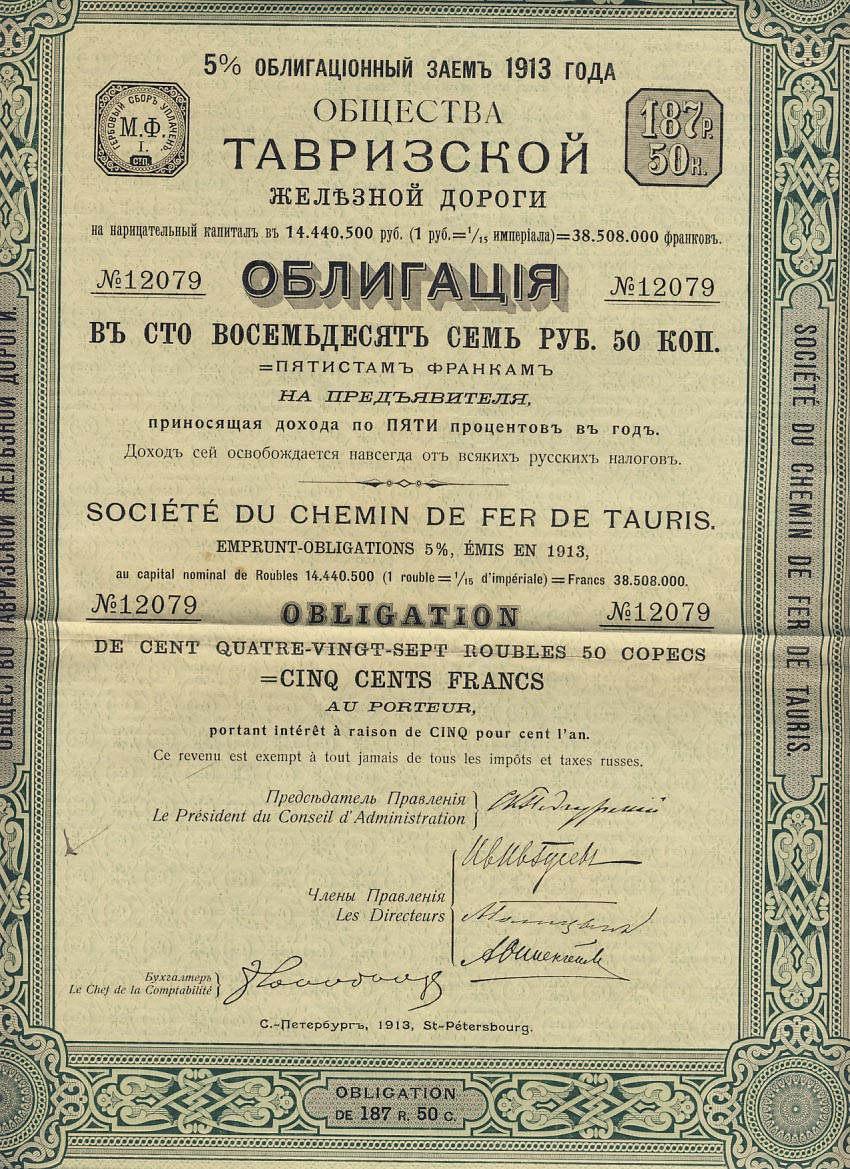 5% ОБЛИГАЦІОННЫЙ ЗАЕМЪ 1913 ГОДА
ОБЩЕСТВА
ГЕРБОВЫЙ СБОРЪ УПЛАЧЕНЪ.
М.Ф.
I.
СТП.
187 Р.
50 К.
ТАВРИЗСКОЙ
ЖЕЛѢЗНОЙ ДОРОГИ
на нарицательный капиталъ въ 14.440.500 руб. (1 руб.=1/15 имперіала)=38.508.000 франковъ.
№12079 ОБЛИГАЦІЯ №12079
ВЪ СТО ВОСЕМЬДЕСЯТЪ СЕМЬ РУБ. 50 КОП.
=ПЯТИСТАМЪ ФРАНКАМЪ
НА ПРЕДЪЯВИТЕЛЯ,
приносящая дохода по ПЯТИ процентовъ въ годъ.
Доходъ сей освобождается навсегда отъ всякихъ русскихъ налоговъ.
SOCIÉTÉ DU CHEMIN DE FER DE TAURIS.
EMPRUNT-OBLIGATIONS 5%, ÉMIS EN 1913,
au capital nominal de Roubles 14.440.500 (1 rouble=1/15 d'impériale)=Francs 38.508.000.
№12079 OBLIGATION №12079
DE CENT QUATRE-VINGT-SEPT ROUBLES 50 COPECS
=CINQ CENTS FRANCS
AU PORTEUR,
portant intérêt à raison de CINQ pour cent l'an.
Ce revenu est exempt à tout jamais de tous les impôts et taxes russes.
Предсѣдатель Правленія
Le Président du Conseil d'Administration
Члены Правленія
Les Directeurs
Бухгалтеръ
Le Chef de la Comptabilité
С.-Петербургъ, 1913, St-Pétersbourg.
ОБЩЕСТВО ТАВРИЗСКОЙ ЖЕЛѢЗНОЙ ДОРОГИ.
SOCIÉTÉ DU CHEMIN DE FER DE TAURIS.
OBLIGATION
DE 187 R. 50 C.